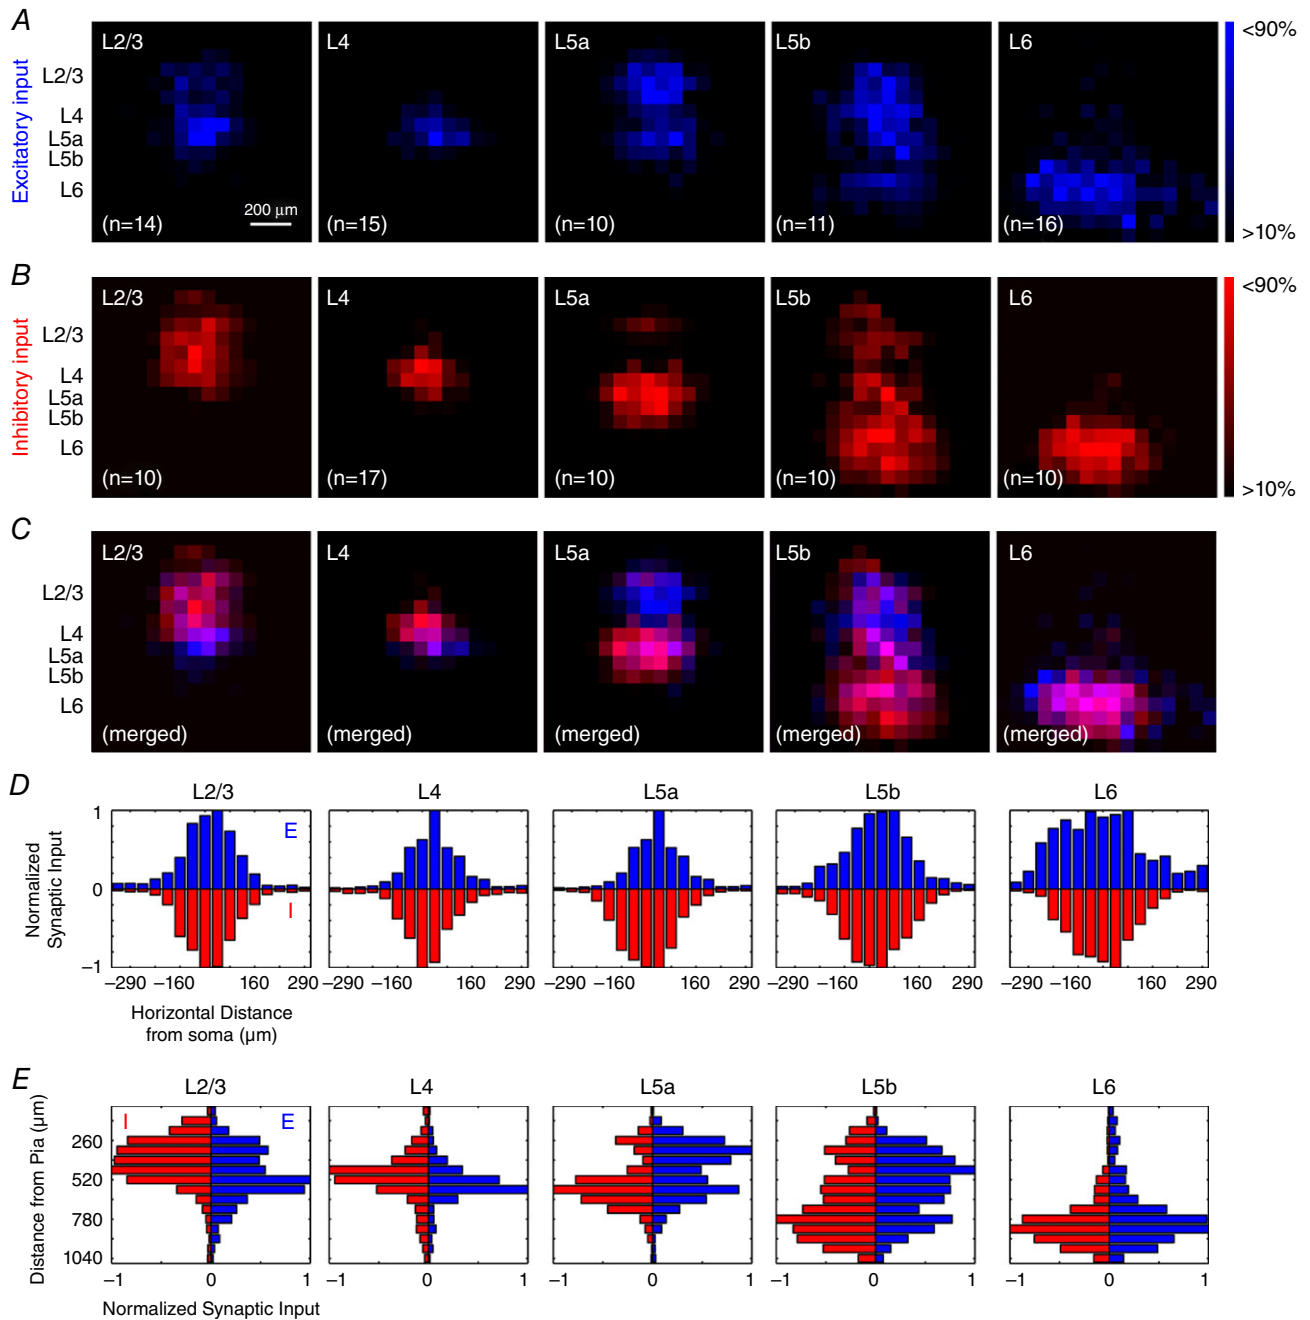 A
L2/3
L4
L5a
L5b
L6
<90%
Excitatory input
L2/3
L4
L5a
L5b
L6
200 µm
(n=14)
(n=15)
(n=10)
(n=11)
(n=16)
>10%
B
L2/3
L4
L5a
L5b
L6
<90%
Inhibitory input
L2/3
L4
L5a
L5b
L6
(n=10)
(n=17)
(n=10)
(n=10)
(n=10)
>10%
C
L2/3
L4
L5a
L5b
L6
L2/3
L4
L5a
L5b
L6
(merged)
(merged)
(merged)
(merged)
(merged)
D
L2/3
L4
L5a
L5b
L6
Normalized
Synaptic Input
1
0
−1
E
I
−290 −160 160 290
−290 −160 160 290
−290 −160 160 290
−290 −160 160 290
−290 −160 160 290
Horizontal Distance
from soma (µm)
E
L2/3
L4
L5a
L5b
L6
Distance from Pia (µm)
260
520
780
1040
I
E
−1 0 1
−1 0 1
−1 0 1
−1 0 1
−1 0 1
Normalized Synaptic Input